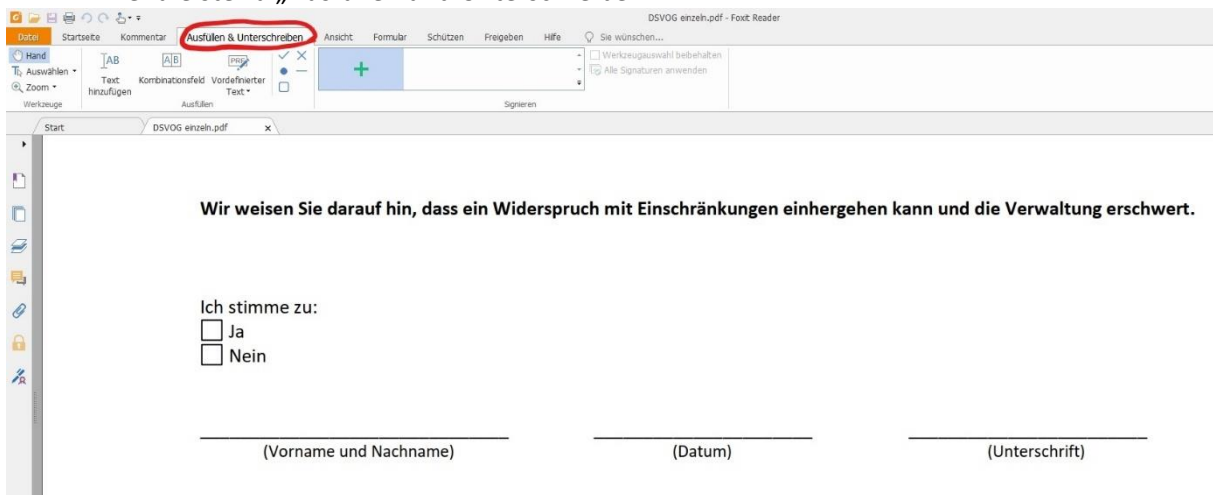 DSVOG einzeln.pdf - Foxit Reader
Datei Startseite Kommentar Ausfüllen & Unterschreiben Ansicht Formular Schützen Freigeben Hilfe Sie wünschen...
Hand
Auswählen
Zoom
Werkzeuge
Text hinzufügen
Kombinationsfeld
Vordefinierter Text
Ausfüllen
Werkzeugauswahl beibehalten
Alle Signaturen anwenden
Signieren
Start DSVOG einzeln.pdf x
Wir weisen Sie darauf hin, dass ein Widerspruch mit Einschränkungen einhergehen kann und die Verwaltung erschwert.
Ich stimme zu:
Ja
Nein
(Vorname und Nachname) (Datum) (Unterschrift)